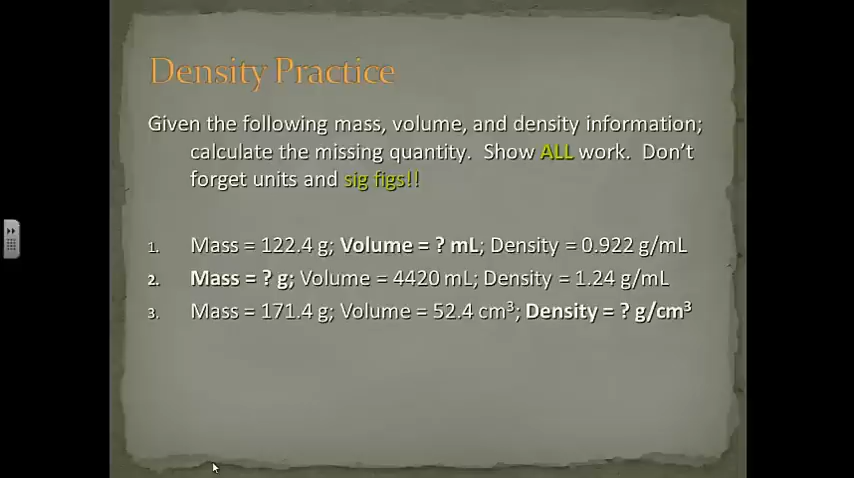 Density Practice
Given the following mass, volume, and density information;
calculate the missing quantity. Show ALL work. Don't
forget units and sig figs!!
1. Mass = 122.4 g; Volume = ? mL; Density = 0.922 g/mL
2. Mass = ? g; Volume = 4420 mL; Density = 1.24 g/mL
3. Mass = 171.4 g; Volume = 52.4 cm³; Density = ? g/cm³